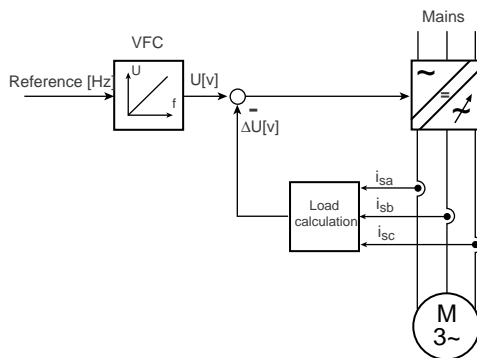 Mains
VFC
Reference [Hz]
U
f
U[v]
~
=
~
-
ΔU[v]
Load
calculation
isa
isb
isc
M
3~